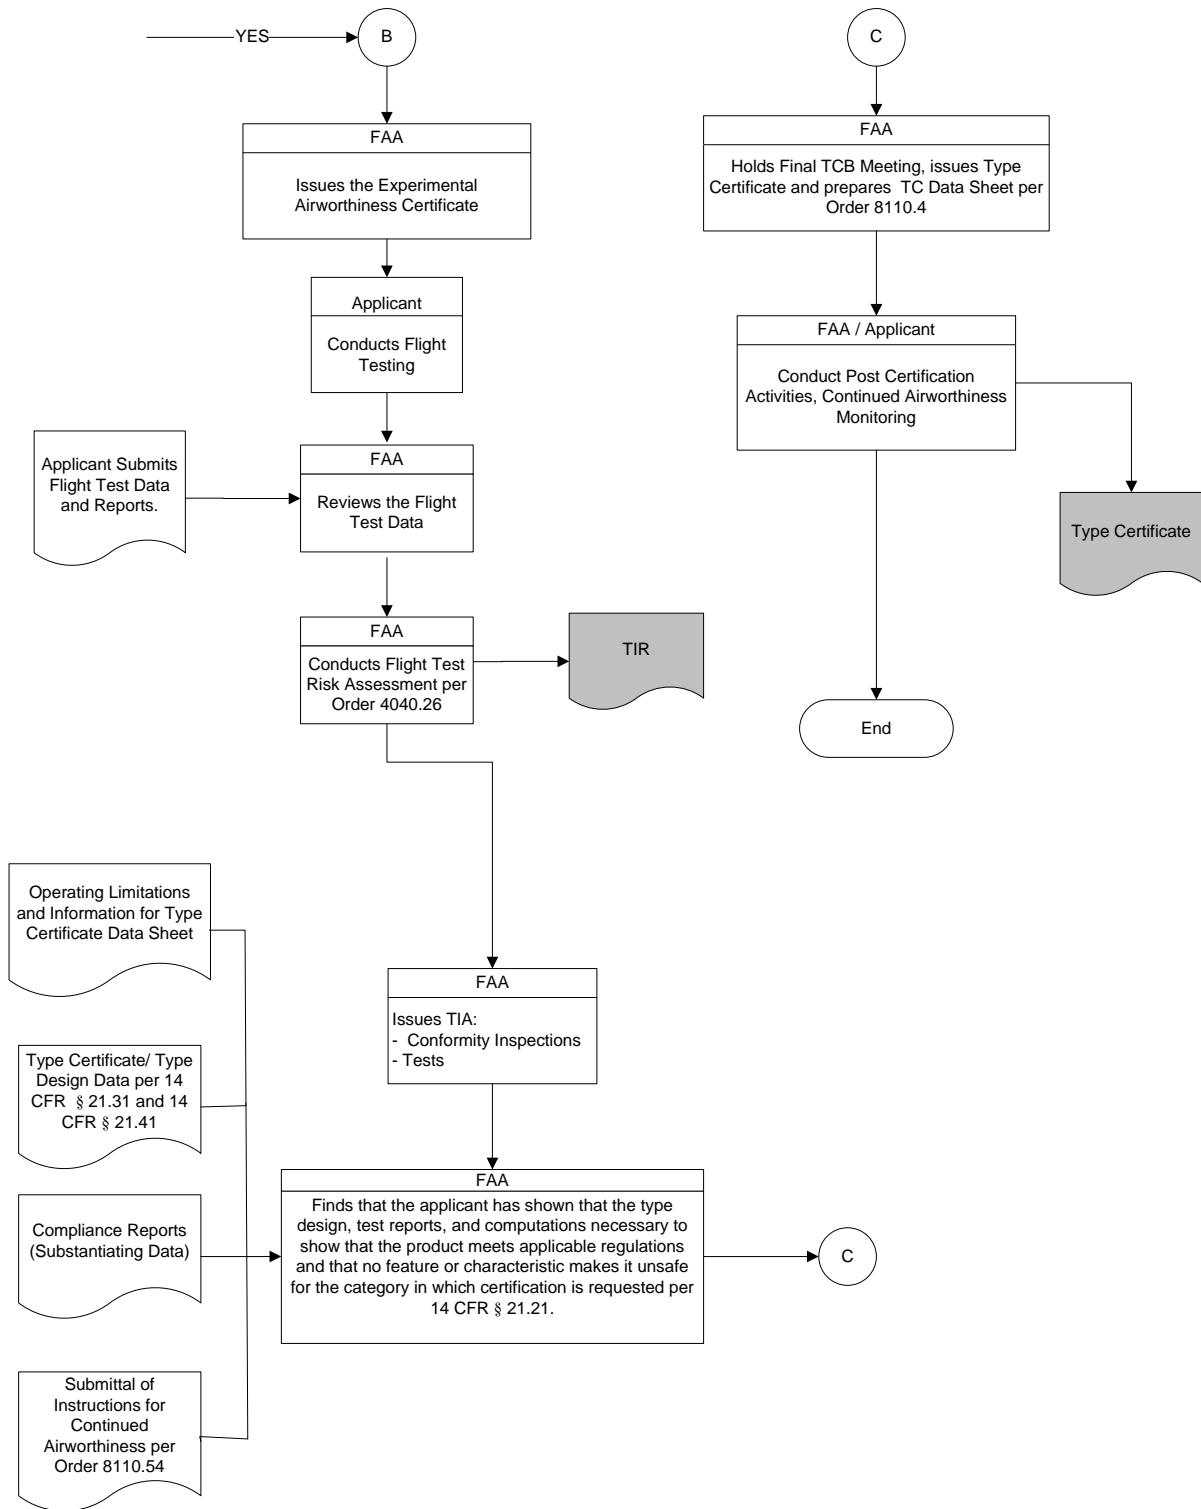 YES
B
FAA
Issues the Experimental
Airworthiness Certificate
Applicant
Conducts Flight
Testing
Applicant Submits
Flight Test Data
and Reports.
FAA
Reviews the Flight
Test Data
FAA
Conducts Flight Test
Risk Assessment per
Order 4040.26
TIR
Operating Limitations
and Information for Type
Certificate Data Sheet
FAA
Issues TIA:
- Conformity Inspections
- Tests
Type Certificate/ Type
Design Data per 14
CFR § 21.31 and 14
CFR § 21.41
Compliance Reports
(Substantiating Data)
FAA
Finds that the applicant has shown that the type
design, test reports, and computations necessary to
show that the product meets applicable regulations
and that no feature or characteristic makes it unsafe
for the category in which certification is requested per
14 CFR § 21.21.
C
Submittal of
Instructions for
Continued
Airworthiness per
Order 8110.54
C
FAA
Holds Final TCB Meeting, issues Type
Certificate and prepares TC Data Sheet per
Order 8110.4
FAA / Applicant
Conduct Post Certification
Activities, Continued Airworthiness
Monitoring
Type Certificate
End